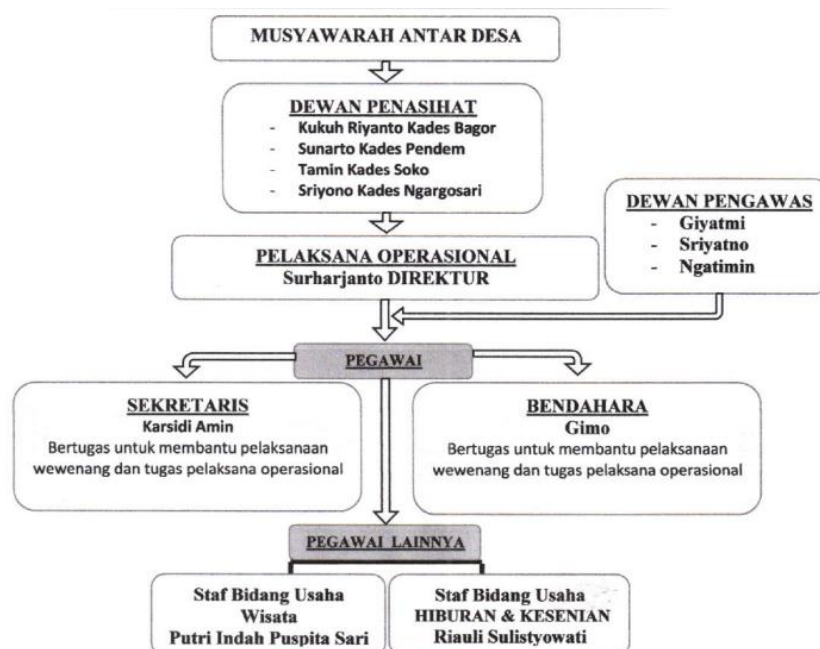 MUSYAWARAH ANTAR DESA
DEWAN PENASIHAT
- Kukuh Riyanto Kades Bagor
- Sunarto Kades Pendem
- Tamin Kades Soko
- Sriyono Kades Ngargosari
DEWAN PENGAWAS
- Giyatmi
- Sriyatno
- Ngatimin
PELAKSANA OPERASIONAL
Surharjanto DIREKTUR
PEGAWAI
SEKRETARIS
Karsidi Amin
Bertugas untuk membantu pelaksanaan
wewenang dan tugas pelaksana operasional
BENDAHARA
Gimo
Bertugas untuk membantu pelaksanaan
wewenang dan tugas pelaksana operasional
PEGAWAI LAINNYA
Staf Bidang Usaha
Wisata
Putri Indah Puspita Sari
Staf Bidang Usaha
HIBURAN & KESENIAN
Riauli Sulistyowati